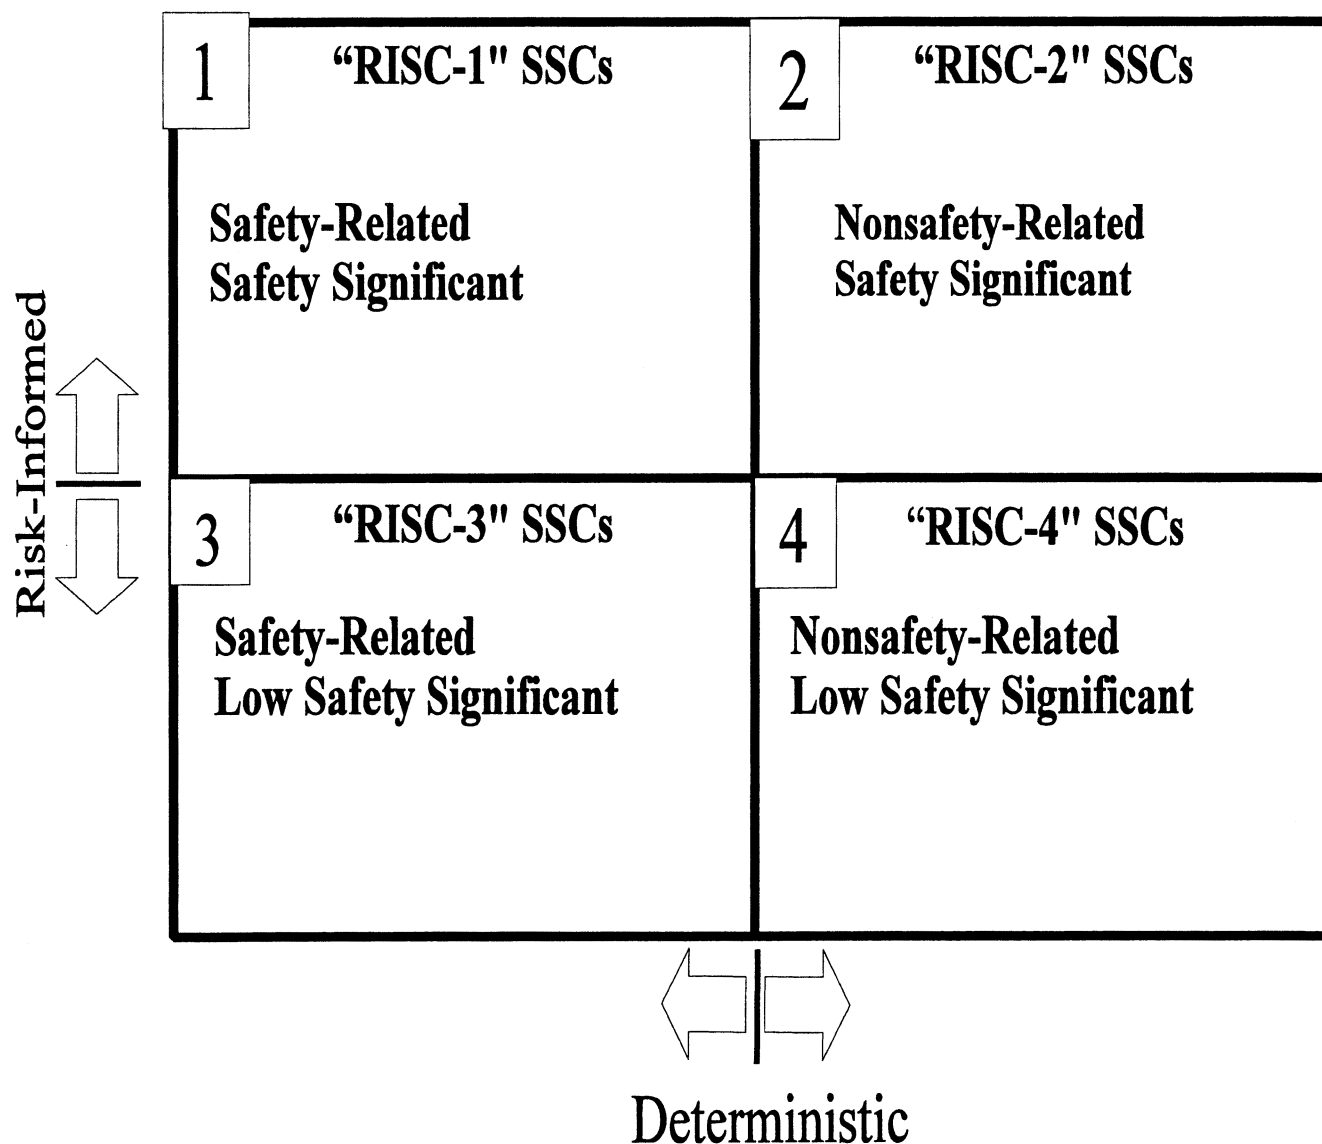 1
“RISC-1" SSCs
Safety-Related
Safety Significant
2
“RISC-2" SSCs
Nonsafety-Related
Safety Significant
Risk-Informed
3
“RISC-3" SSCs
Safety-Related
Low Safety Significant
4
“RISC-4" SSCs
Nonsafety-Related
Low Safety Significant
Deterministic